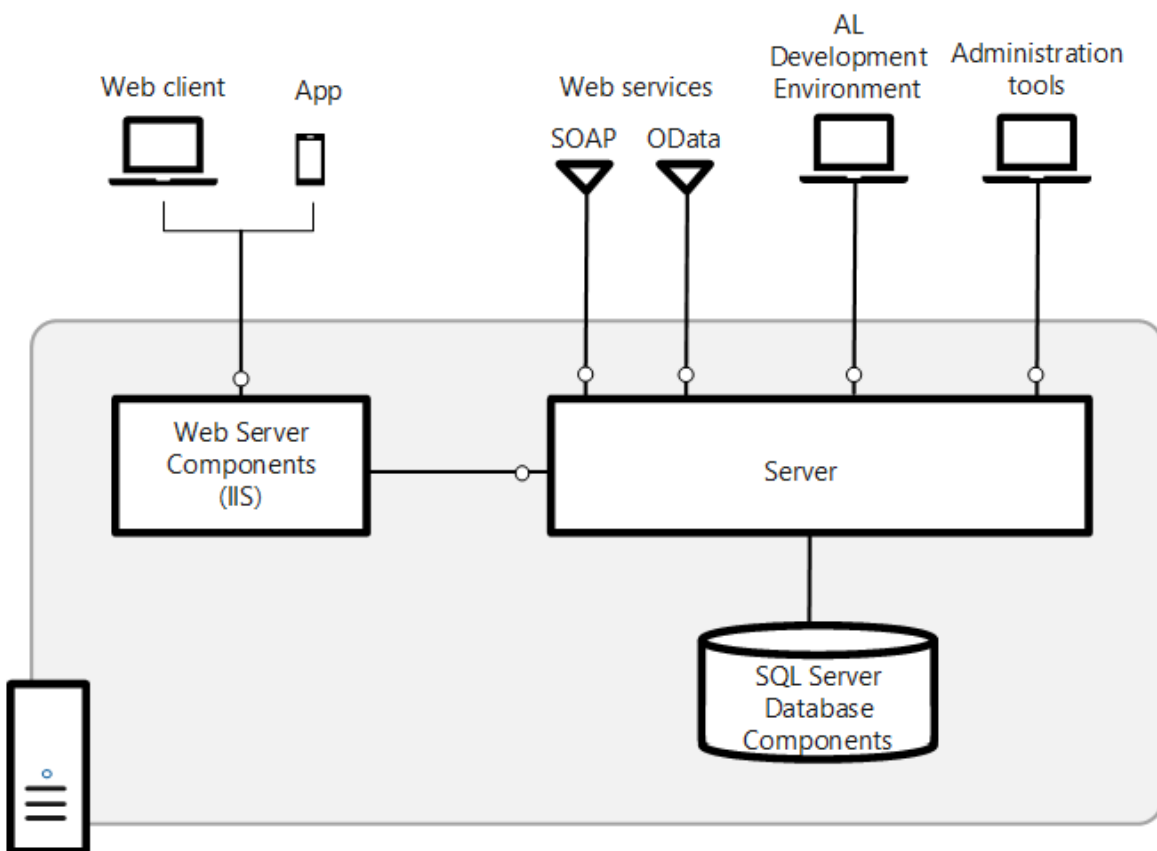 Web client
App
Web services
SOAP
OData
AL
Development
Environment
Administration
tools
Web Server
Components
(IIS)
Server
SQL Server
Database
Components